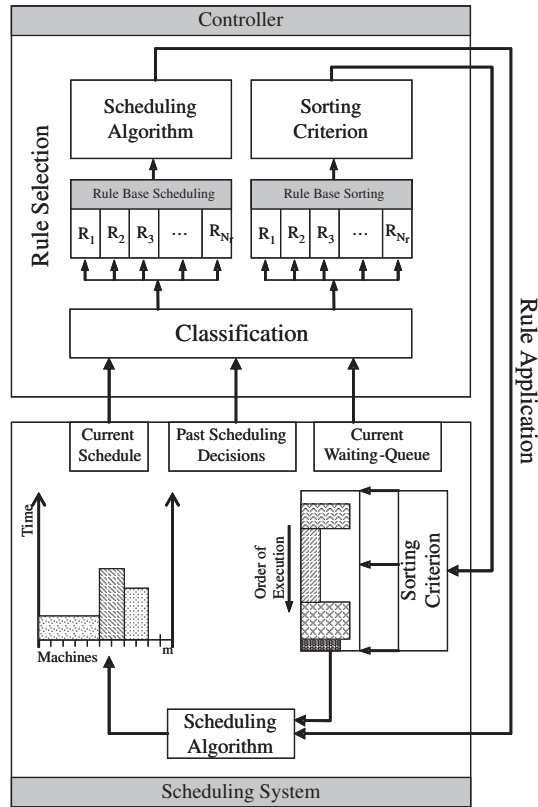 Controller
Scheduling
Algorithm
Sorting
Criterion
Rule Selection
Rule Base Scheduling
Rule Base Sorting
R1 R2 R3 ... RNr
R1 R2 R3 ... RNr
Classification
Rule Application
Current
Schedule
Past Scheduling
Decisions
Current
Waiting-Queue
Time
Machines
m
Order of
Execution
Sorting
Criterion
Scheduling
Algorithm
Scheduling System